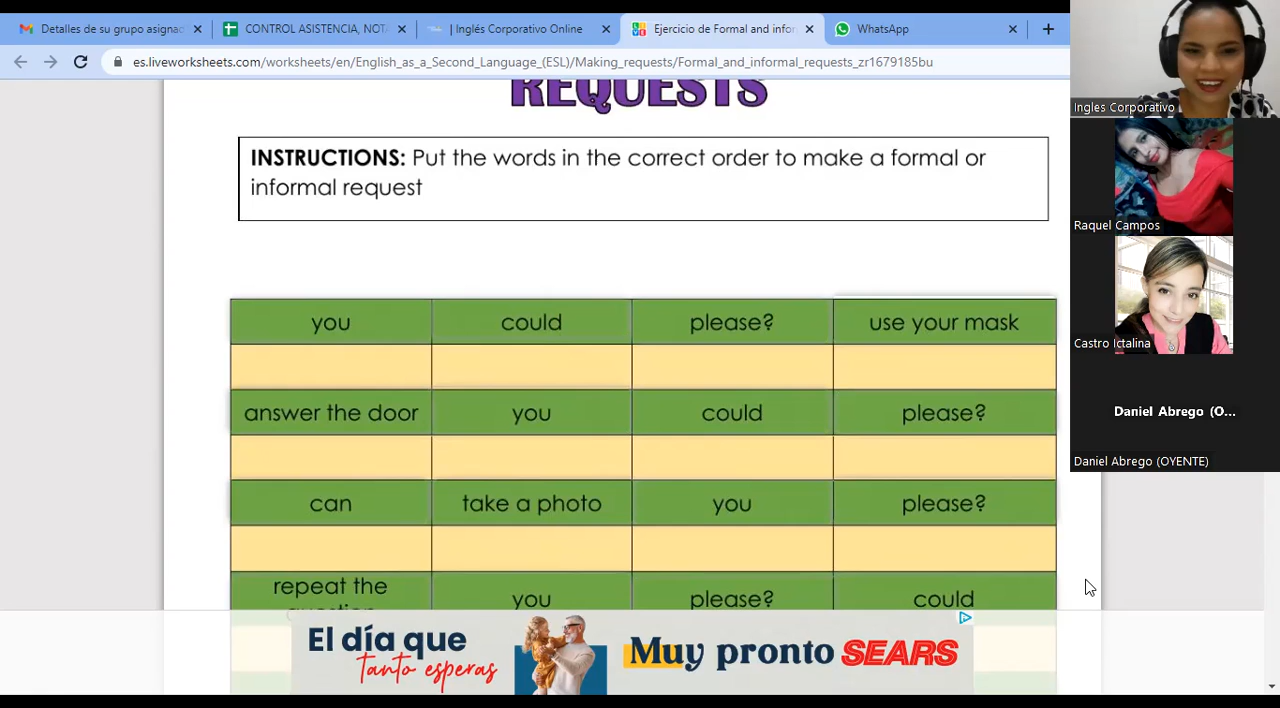 Detalles de su grupo asignad
CONTROL ASISTENCIA, NOT
| Inglés Corporativo Online
Ejercicio de Formal and infor
WhatsApp
es.liveworksheets.com/worksheets/en/English_as_a_Second_Language_(ESL)/Making_requests/Formal_and_informal_requests_zr1679185bu
REQUESTS
INSTRUCTIONS: Put the words in the correct order to make a formal or
informal request
you could please? use your mask
answer the door you could please?
can take a photo you please?
repeat the
question you please? could
El día que
tanto esperas
Muy pronto SEARS
Ingles Corporativo
Raquel Campos
Castro Ictalina
Daniel Abrego (O...
Daniel Abrego (OYENTE)